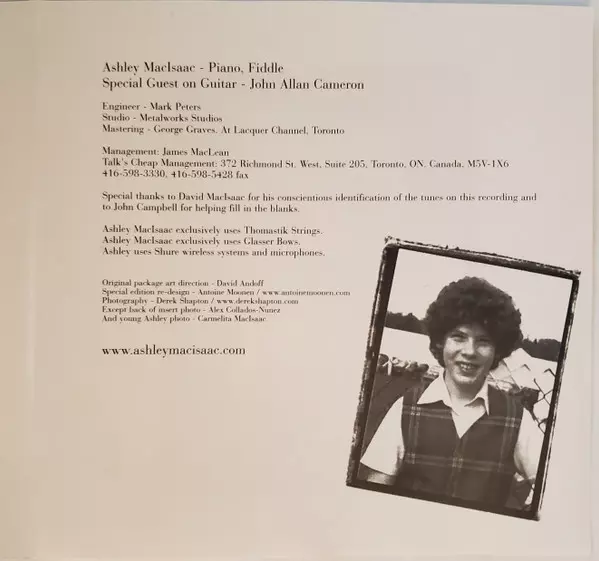 Ashley MacIsaac - Piano, Fiddle
Special Guest on Guitar - John Allan Cameron
Engineer - Mark Peters
Studio - Metalworks Studios
Mastering - George Graves. At Lacquer Channel, Toronto
Management: James MacLean
Talk's Cheap Management: 372 Richmond St. West, Suite 205, Toronto, ON, Canada, M5V-1X6
416-598-3330, 416-598-5428 fax
Special thanks to David MacIsaac for his conscientious identification of the tunes on this recording and
to John Campbell for helping fill in the blanks.
Ashley MacIsaac exclusively uses Thomastik Strings.
Ashley MacIsaac exclusively uses Glasser Bows.
Ashley uses Shure wireless systems and microphones.
Original package art direction - David Andoff
Special edition re-design - Antoine Moonen / www.antoinemoonen.com
Photography - Derek Shapton / www.derekshapton.com
Except back of insert photo - Alex Collados-Nunez
And young Ashley photo - Carmelita MacIsaac
www.ashleymacisaac.com